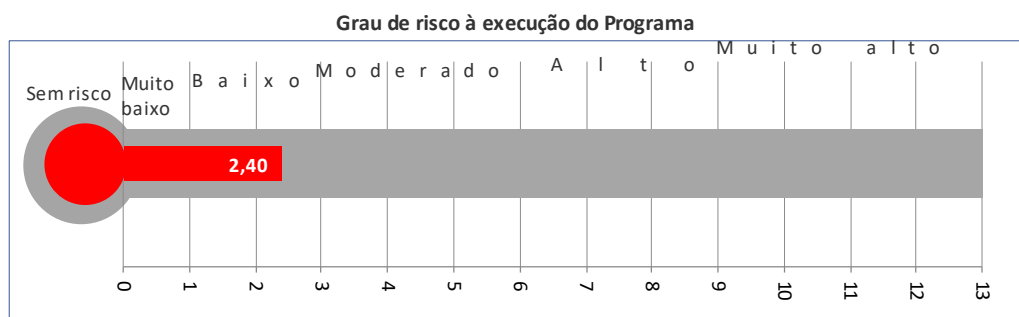 Grau de risco à execução do Programa
Sem risco
Muito baixo
Baixo
Moderado
Alto
Muito alto
2,40
0 1 2 3 4 5 6 7 8 9 10 11 12 13